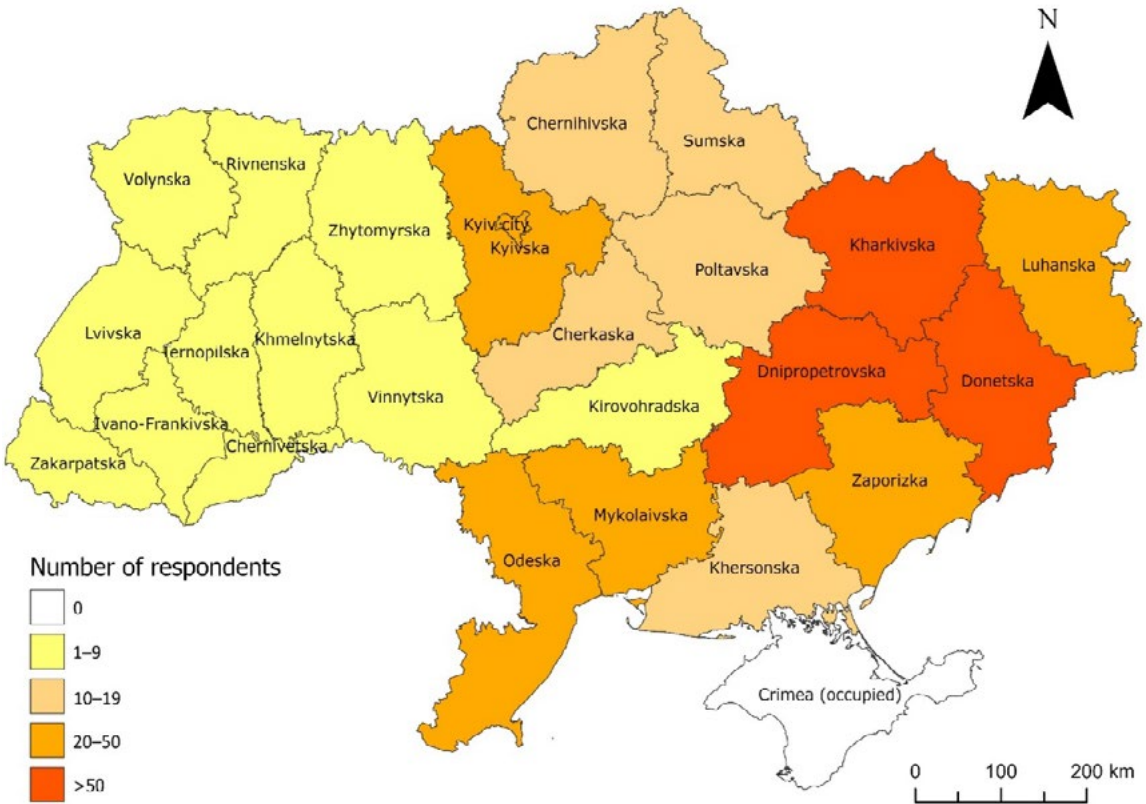 N
Chernihivska
Sumska
Rivnenska
Volynska
Zhytomyrska
Kyiv city
Kyivska
Kharkivska
Luhanska
Poltavska
Lvivska
Ternopilska
Khmelnytska
Cherkaska
Vinnytska
Dnipropetrovska
Donetska
Kirovohradska
Ivano-Frankivska
Chernivetska
Zakarpatska
Zaporizka
Mykolaivska
Odeska
Khersonska
Crimea (occupied)
Number of respondents
0
1–9
10–19
20–50
>50
0 100 200 km